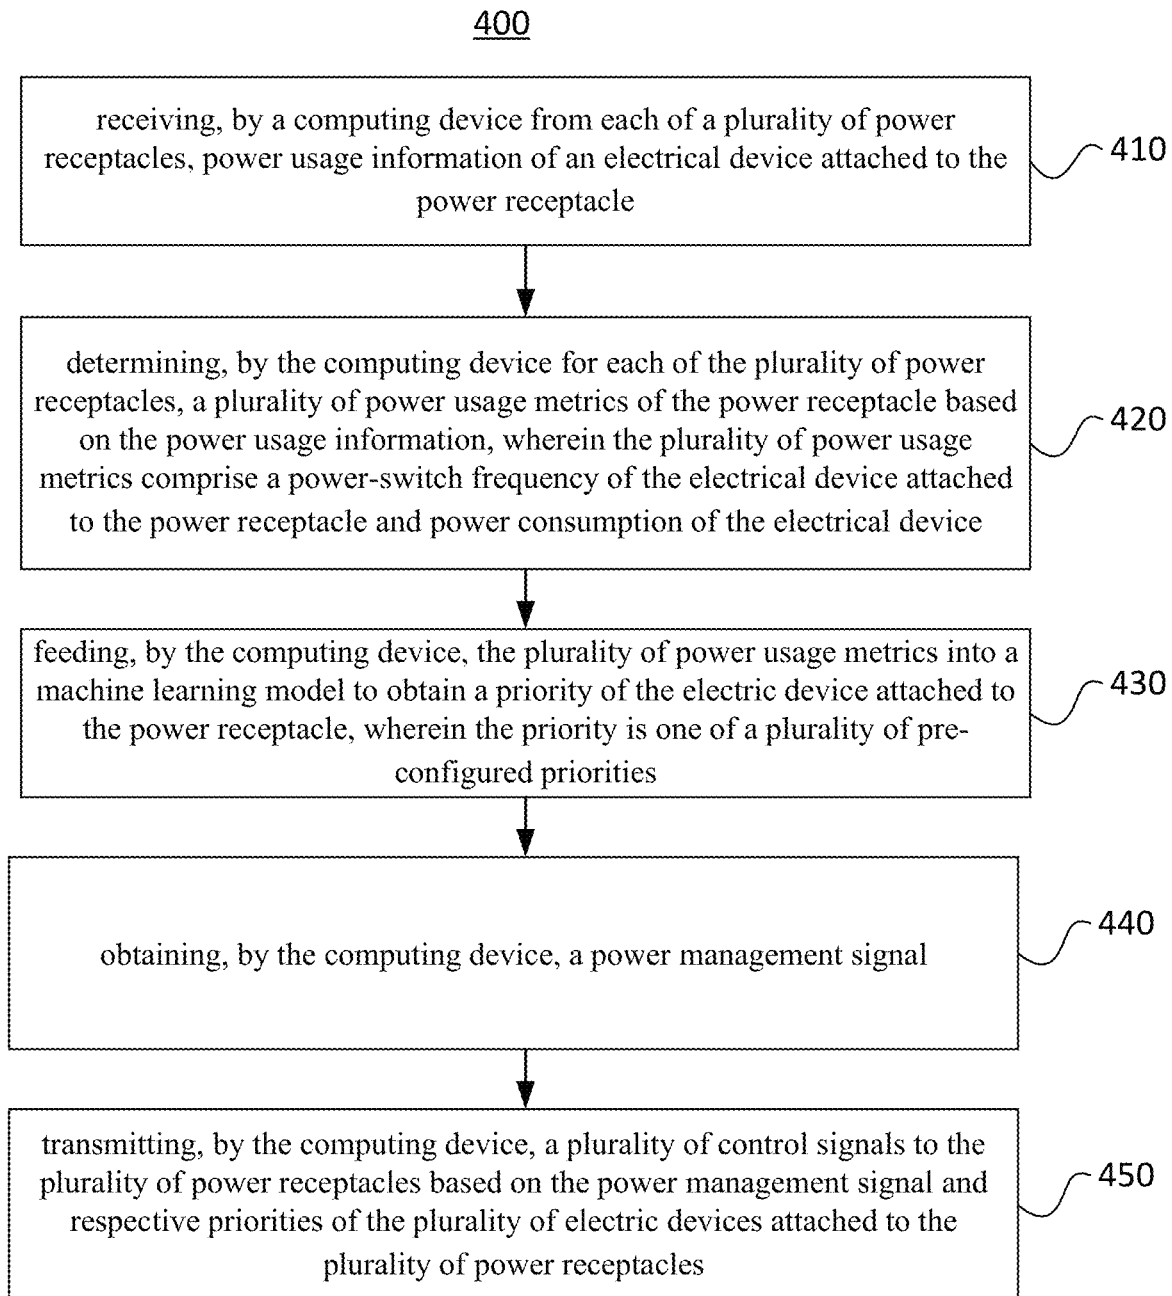 400
receiving, by a computing device from each of a plurality of power
receptacles, power usage information of an electrical device attached to the
power receptacle
410
determining, by the computing device for each of the plurality of power
receptacles, a plurality of power usage metrics of the power receptacle based
on the power usage information, wherein the plurality of power usage
metrics comprise a power-switch frequency of the electrical device attached
to the power receptacle and power consumption of the electrical device
420
feeding, by the computing device, the plurality of power usage metrics into a
machine learning model to obtain a priority of the electric device attached to
the power receptacle, wherein the priority is one of a plurality of pre-
configured priorities
430
obtaining, by the computing device, a power management signal
440
transmitting, by the computing device, a plurality of control signals to the
plurality of power receptacles based on the power management signal and
respective priorities of the plurality of electric devices attached to the
plurality of power receptacles
450